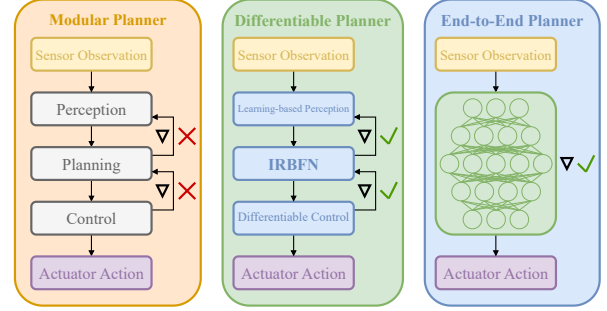 Modular Planner
Sensor Observation
Perception
∇
Planning
∇
Control
Actuator Action
Differentiable Planner
Sensor Observation
Learning-based Perception
∇
IRBFN
∇
Differentiable Control
Actuator Action
End-to-End Planner
Sensor Observation
∇
Actuator Action